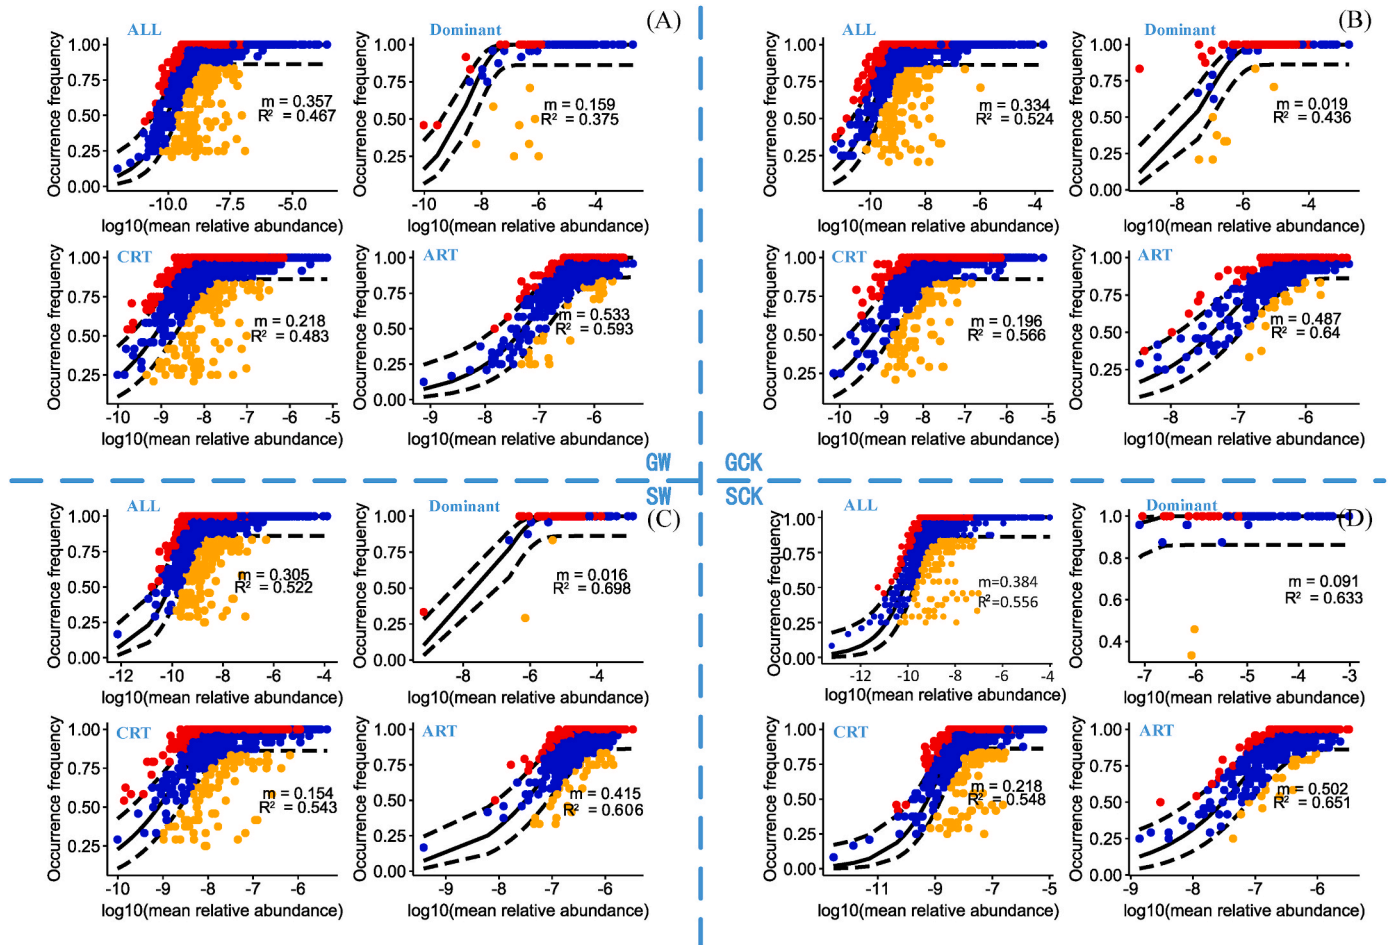 (A)
ALL
Occurrence frequency
1.00
0.75
0.50
0.25
0.00
m = 0.357
R² = 0.467
-10.0 -7.5 -5.0
log10(mean relative abundance)
Dominant
Occurrence frequency
1.00
0.75
0.50
0.25
m = 0.159
R² = 0.375
-10 -8 -6 -4
log10(mean relative abundance)
CRT
Occurrence frequency
1.00
0.75
0.50
0.25
0.00
m = 0.218
R² = 0.483
-10 -9 -8 -7 -6 -5
log10(mean relative abundance)
ART
Occurrence frequency
1.00
0.75
0.50
0.25
0.00
m = 0.533
R² = 0.593
-9 -8 -7 -6
log10(mean relative abundance)
GW
(B)
ALL
Occurrence frequency
1.00
0.75
0.50
0.25
m = 0.334
R² = 0.524
-10 -8 -6 -4
log10(mean relative abundance)
Dominant
Occurrence frequency
1.00
0.75
0.50
0.25
0.00
m = 0.019
R² = 0.436
-8 -6 -4
log10(mean relative abundance)
CRT
Occurrence frequency
1.00
0.75
0.50
0.25
m = 0.196
R² = 0.566
-10 -9 -8 -7 -6 -5
log10(mean relative abundance)
ART
Occurrence frequency
1.00
0.75
0.50
0.25
m = 0.487
R² = 0.64
-8 -7 -6
log10(mean relative abundance)
GCK
SW
(C)
ALL
Occurrence frequency
1.00
0.75
0.50
0.25
0.00
m = 0.305
R² = 0.522
-12 -10 -8 -6 -4
log10(mean relative abundance)
Dominant
Occurrence frequency
1.00
0.75
0.50
0.25
0.00
m = 0.016
R² = 0.698
-8 -6 -4
log10(mean relative abundance)
CRT
Occurrence frequency
1.00
0.75
0.50
0.25
m = 0.154
R² = 0.543
-10 -9 -8 -7 -6
log10(mean relative abundance)
ART
Occurrence frequency
1.00
0.75
0.50
0.25
0.00
m = 0.415
R² = 0.606
-9 -8 -7 -6
log10(mean relative abundance)
SCK
(D)
ALL
Occurrence frequency
1.00
0.75
0.50
0.25
0.00
m=0.384
R²=0.556
-12 -10 -8 -6 -4
log10(mean relative abundance)
Dominant
Occurrence frequency
1.0
0.8
0.6
0.4
m = 0.091
R² = 0.633
-7 -6 -5 -4 -3
log10(mean relative abundance)
CRT
Occurrence frequency
1.00
0.75
0.50
0.25
0.00
m = 0.218
R² = 0.548
-11 -9 -7 -5
log10(mean relative abundance)
ART
Occurrence frequency
1.00
0.75
0.50
0.25
0.00
m = 0.502
R² = 0.651
-9 -8 -7 -6
log10(mean relative abundance)